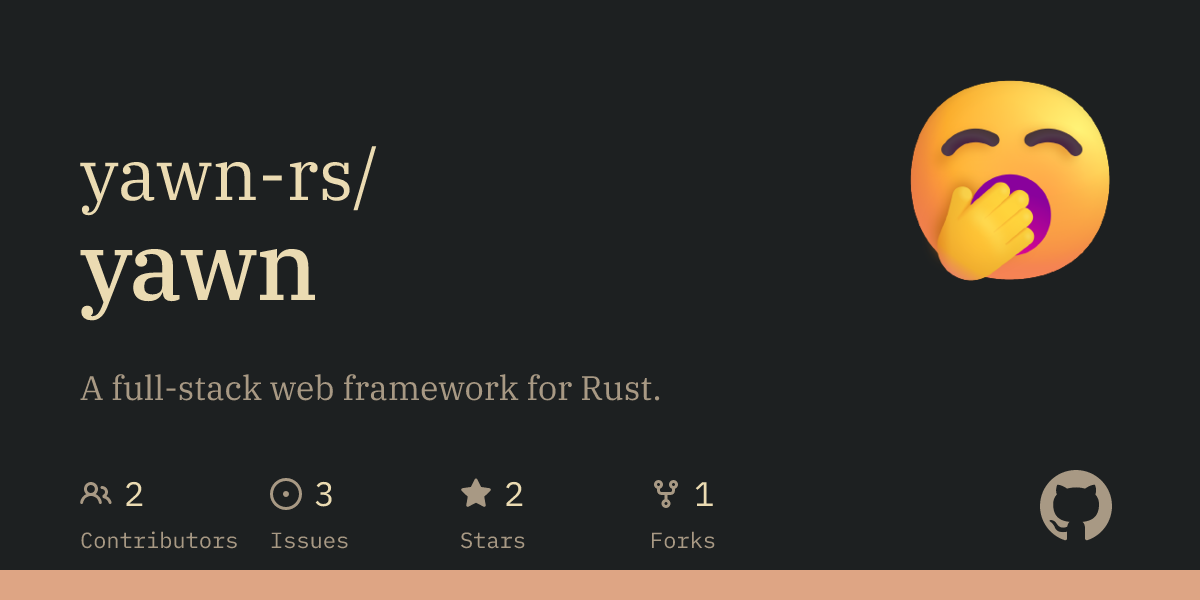 yawn-rs/
yawn
A full-stack web framework for Rust.
2 3 2 1
Contributors Issues Stars Forks